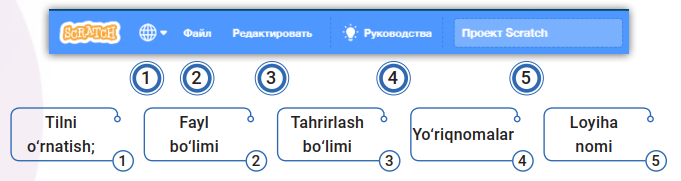 SCRATCH Файл Редактировать Руководства Проект Scratch
1 2 3 4 5
Tilni
o‘rnatish;
1
Fayl
bo‘limi
2
Tahrirlash
bo‘limi
3
Yo‘riqnomalar
4
Loyiha
nomi
5